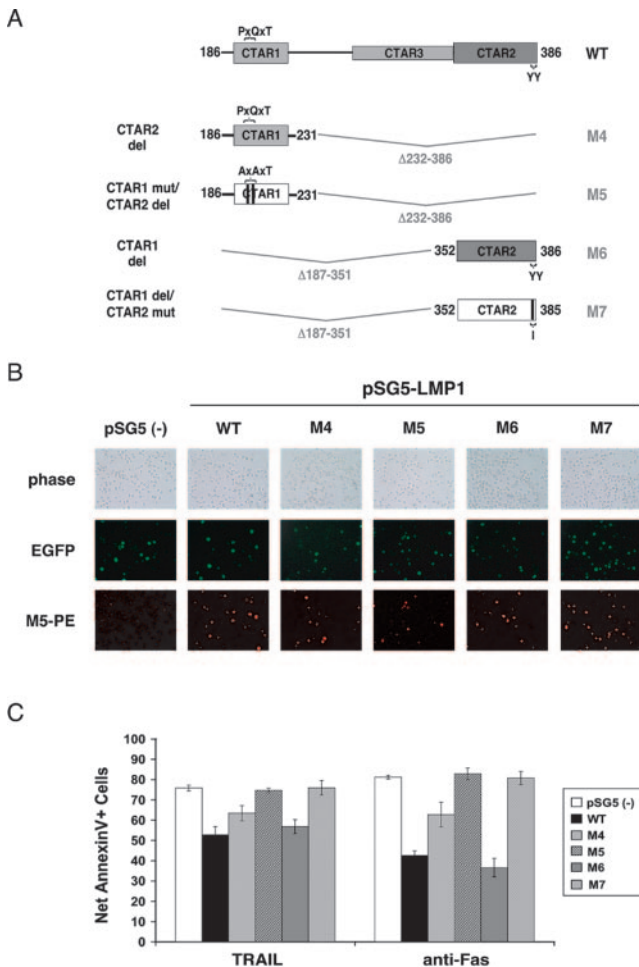 A
PxQxT
186 CTAR1 CTAR3 CTAR2 386 WT
YY
PxQxT
CTAR2 del 186 CTAR1 231 M4
Δ232-386
AxAxT
CTAR1 mut/ CTAR2 del 186 CTAR1 231 M5
Δ232-386
CTAR1 del 352 CTAR2 386 M6
Δ187-351 YY
CTAR1 del/ CTAR2 mut 352 CTAR2 385 M7
Δ187-351 I
B
pSG5-LMP1
pSG5 (-) WT M4 M5 M6 M7
phase
EGFP
M5-PE
C
Net AnnexinV+ Cells
100
90
80
70
60
50
40
30
20
10
0
TRAIL anti-Fas
pSG5 (-)
WT
M4
M5
M6
M7